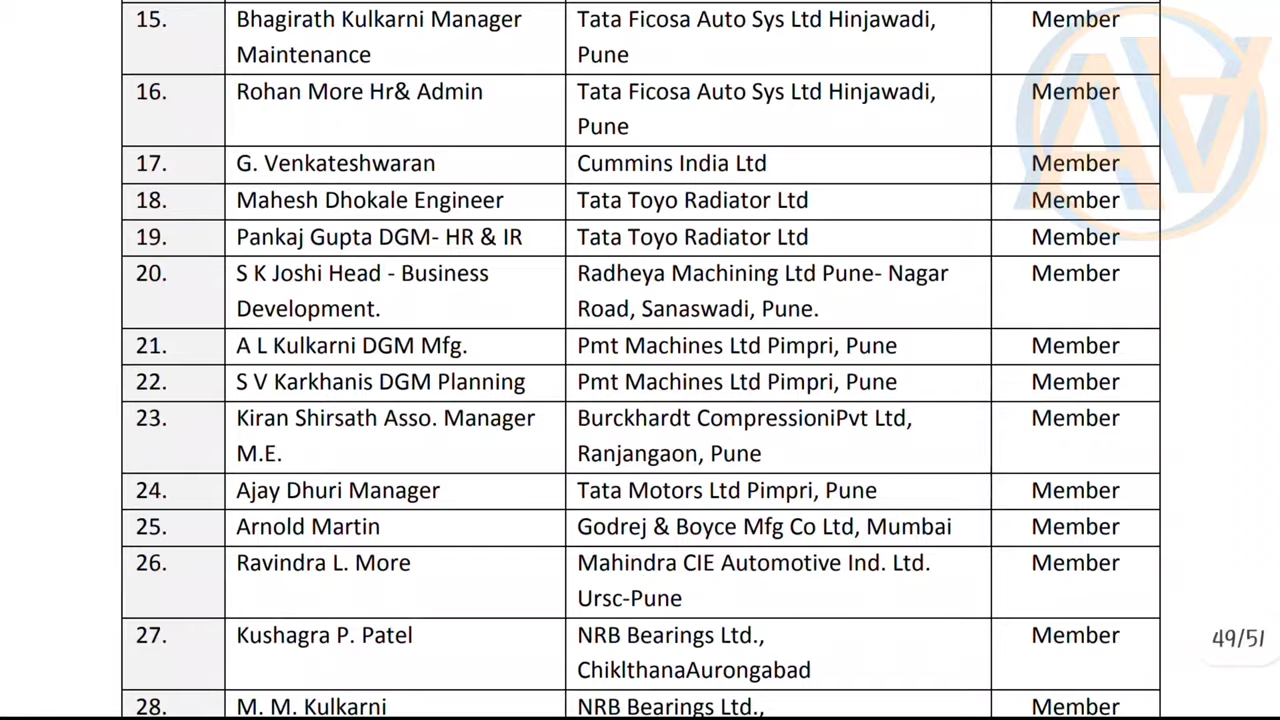 15. Bhagirath Kulkarni Manager Tata Ficosa Auto Sys Ltd Hinjawadi, Member
Maintenance Pune
16. Rohan More Hr& Admin Tata Ficosa Auto Sys Ltd Hinjawadi, Member
Pune
17. G. Venkateshwaran Cummins India Ltd Member
18. Mahesh Dhokale Engineer Tata Toyo Radiator Ltd Member
19. Pankaj Gupta DGM- HR & IR Tata Toyo Radiator Ltd Member
20. S K Joshi Head - Business Radheya Machining Ltd Pune- Nagar Member
Development. Road, Sanaswadi, Pune.
21. A L Kulkarni DGM Mfg. Pmt Machines Ltd Pimpri, Pune Member
22. S V Karkhanis DGM Planning Pmt Machines Ltd Pimpri, Pune Member
23. Kiran Shirsath Asso. Manager Burckhardt CompressioniPvt Ltd, Member
M.E. Ranjangaon, Pune
24. Ajay Dhuri Manager Tata Motors Ltd Pimpri, Pune Member
25. Arnold Martin Godrej & Boyce Mfg Co Ltd, Mumbai Member
26. Ravindra L. More Mahindra CIE Automotive Ind. Ltd. Member
Ursc-Pune
27. Kushagra P. Patel NRB Bearings Ltd., Member
ChiklthanaAurongabad
49/51
28. M. M. Kulkarni NRB Bearings Ltd., Member